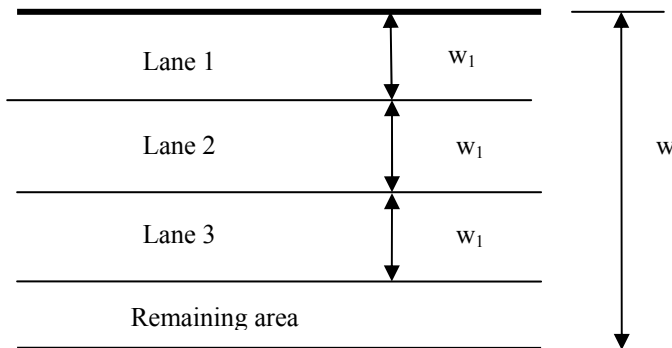 Lane 1 w₁
Lane 2 w₁
w
Lane 3 w₁
Remaining area